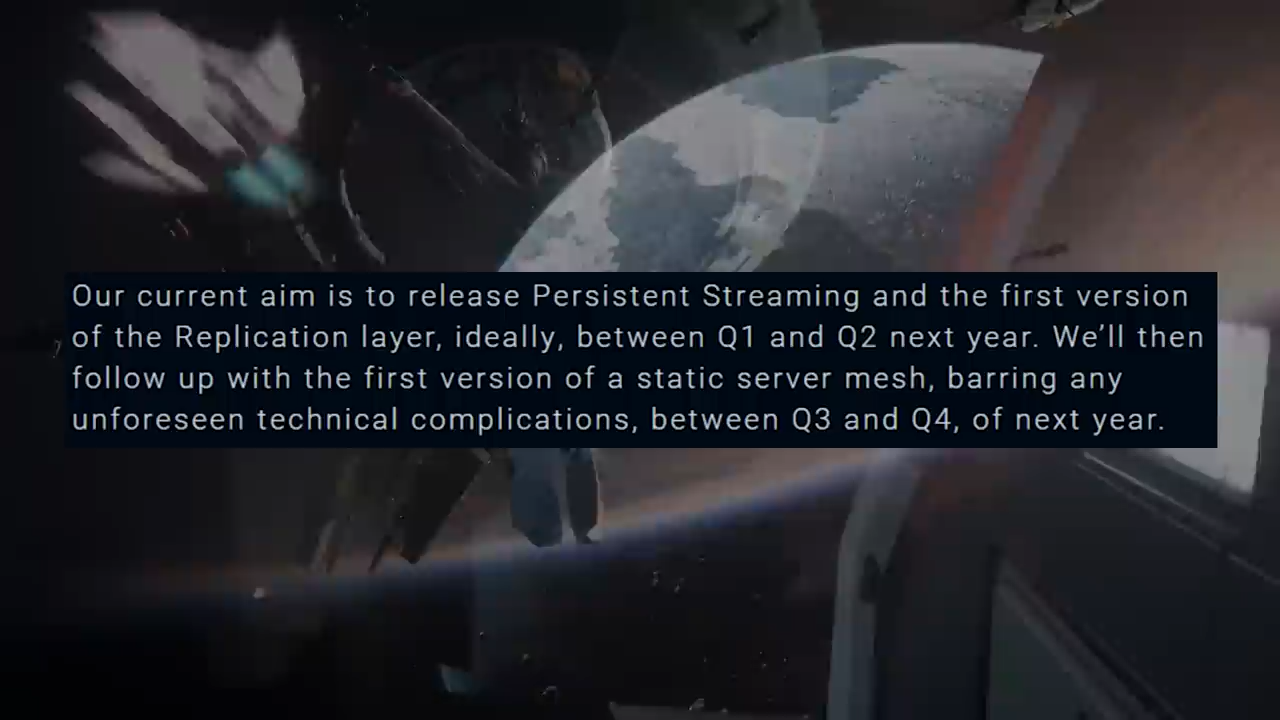 Our current aim is to release Persistent Streaming and the first version
of the Replication layer, ideally, between Q1 and Q2 next year. We’ll then
follow up with the first version of a static server mesh, barring any
unforeseen technical complications, between Q3 and Q4, of next year.